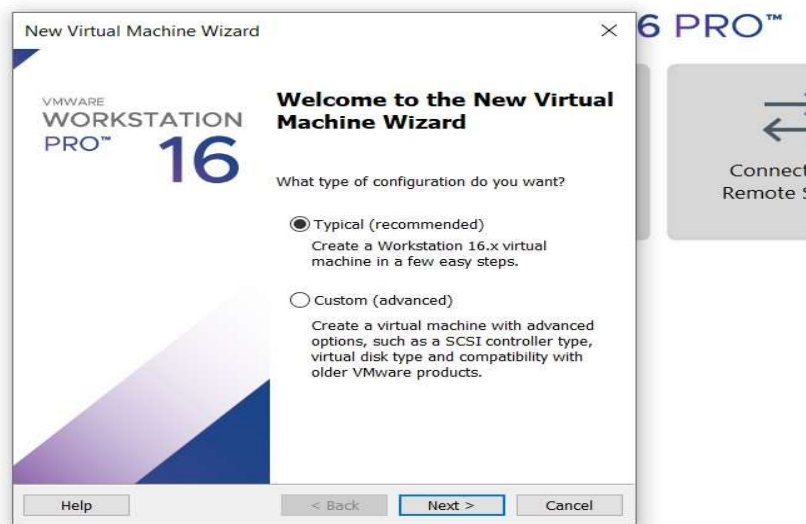 New Virtual Machine Wizard
6 PRO™
VMWARE
WORKSTATION
PRO™ 16
Welcome to the New Virtual
Machine Wizard
What type of configuration do you want?
Typical (recommended)
Create a Workstation 16.x virtual
machine in a few easy steps.
Custom (advanced)
Create a virtual machine with advanced
options, such as a SCSI controller type,
virtual disk type and compatibility with
older VMware products.
Connect
Remote S
Help
< Back
Next >
Cancel